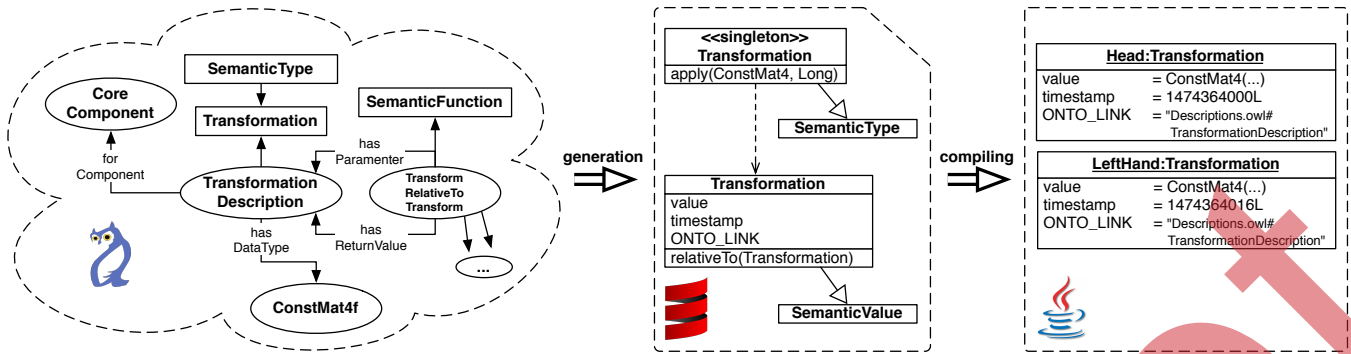 SemanticType
Core
Component
Transformation
SemanticFunction
for
Component
has
Paramenter
Transformation
Description
Transform
RelativeTo
Transform
has
DataType
has
ReturnValue
...
ConstMat4f
generation
<<singleton>>
Transformation
apply(ConstMat4, Long)
SemanticType
Transformation
value
timestamp
ONTO_LINK
relativeTo(Transformation)
SemanticValue
compiling
Head:Transformation
value = ConstMat4(...)
timestamp = 1474364000L
ONTO_LINK = "Descriptions.owl#
TransformationDescription"
LeftHand:Transformation
value = ConstMat4(...)
timestamp = 1474364016L
ONTO_LINK = "Descriptions.owl#
TransformationDescription"